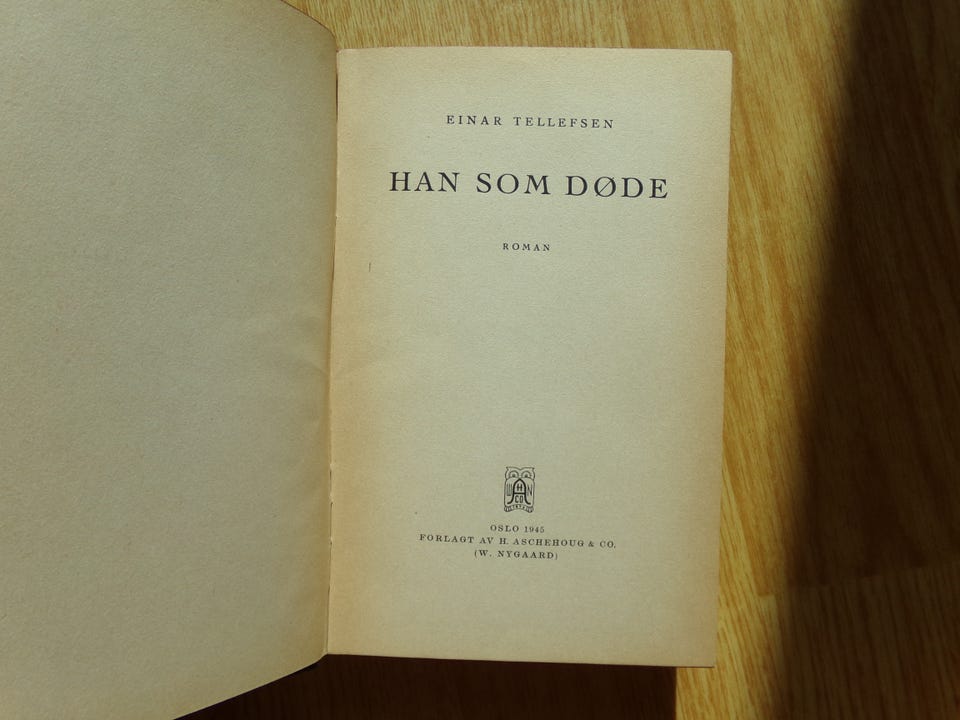 EINAR TELLEFSEN
HAN SOM DØDE
ROMAN
OSLO 1945
FORLAGT AV H. ASCHEHOUG & CO.
(W. NYGAARD)